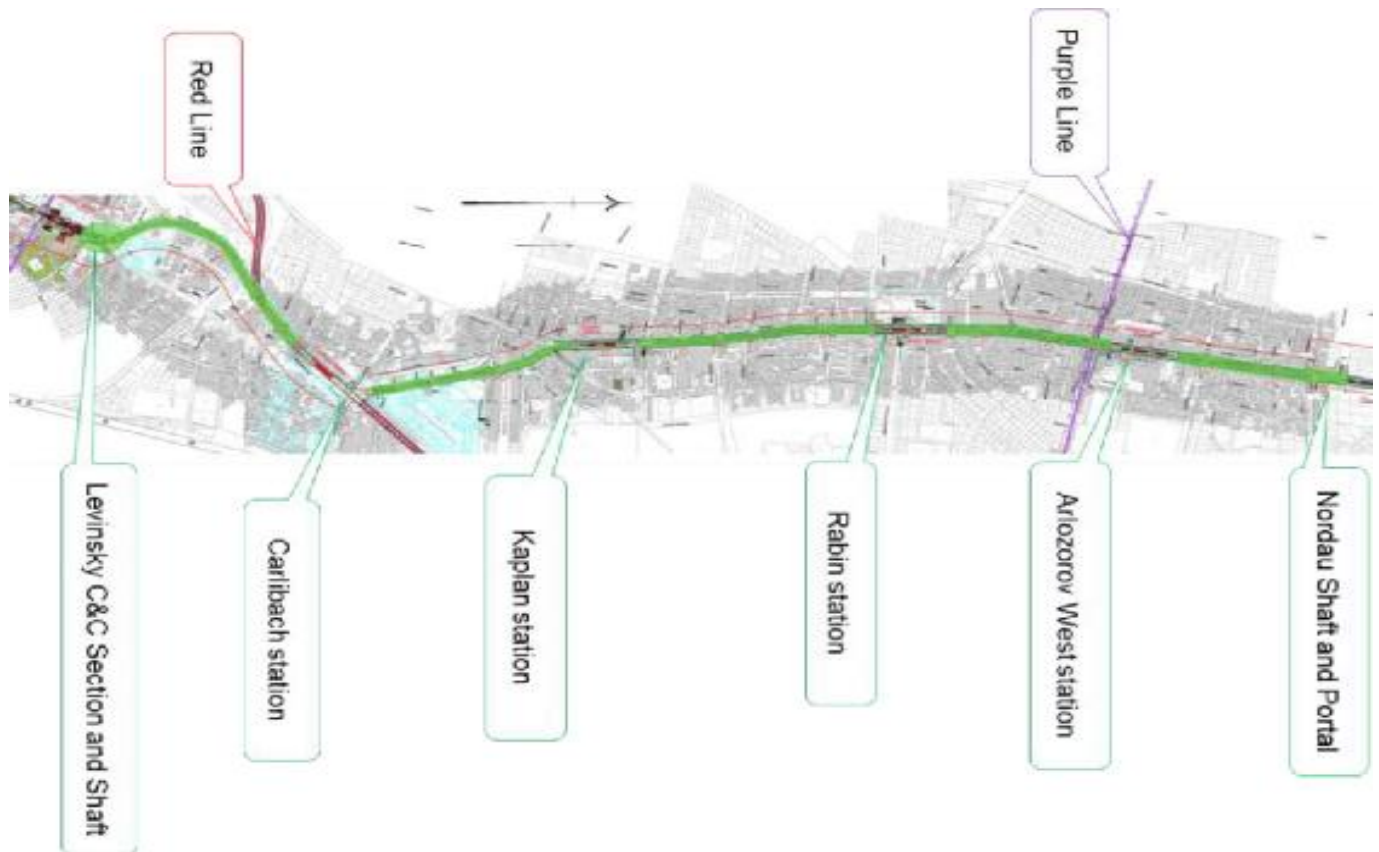 Red Line
Purple Line
Levinsky C&C Section and Shaft
Carlibach station
Kaplan station
Rabin station
Arlozorov West station
Nordau Shaft and Portal